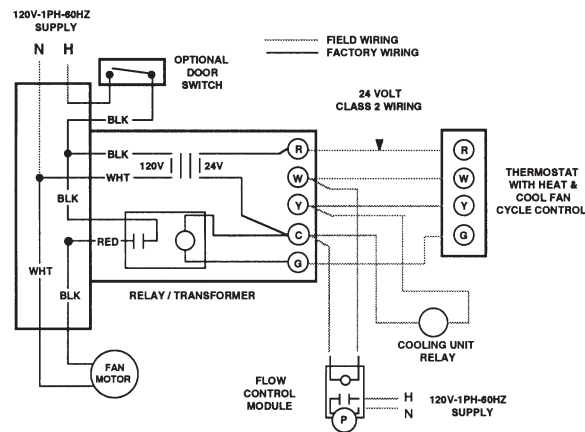 120V-1PH-60HZ
SUPPLY
N H
OPTIONAL
DOOR
SWITCH
FIELD WIRING
FACTORY WIRING
24 VOLT
CLASS 2 WIRING
BLK
BLK
120V
24V
WHT
BLK
RED
WHT
BLK
R
W
Y
C
G
R
W
Y
G
THERMOSTAT
WITH HEAT &
COOL FAN
CYCLE CONTROL
RELAY / TRANSFORMER
COOLING UNIT
RELAY
FAN
MOTOR
FLOW
CONTROL
MODULE
P
H
N
120V-1PH-60HZ
SUPPLY